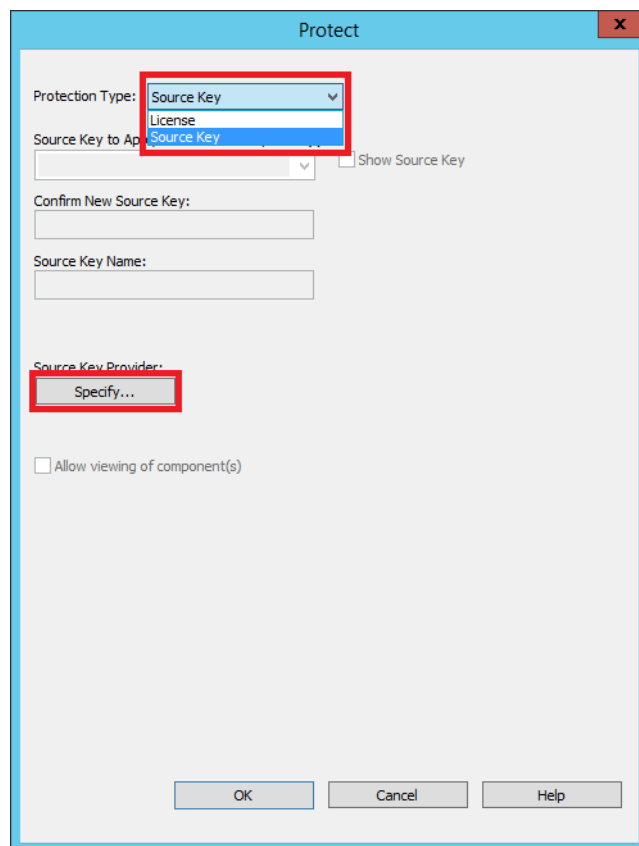 Protect
x
Protection Type: Source Key
License
Source Key to Ap
Source Key
Show Source Key
Confirm New Source Key:
Source Key Name:
Source Key Provider:
Specify...
Allow viewing of component(s)
OK Cancel Help